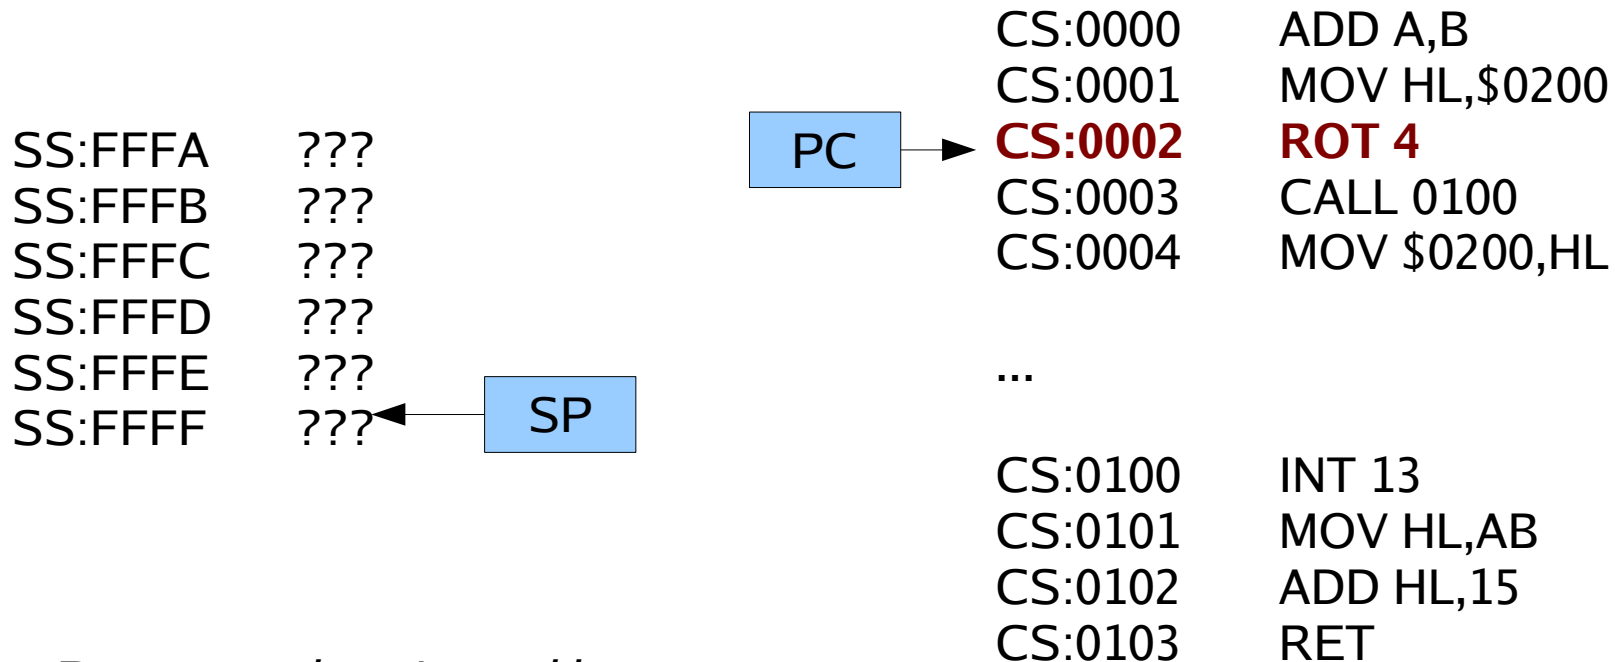 CS:0000 ADD A,B
CS:0001 MOV HL,$0200
SS:FFFA ??? PC CS:0002 ROT 4
SS:FFFB ??? CS:0003 CALL 0100
SS:FFFC ??? CS:0004 MOV $0200,HL
SS:FFFD ???
SS:FFFE ??? ...
SS:FFFF ??? SP
CS:0100 INT 13
CS:0101 MOV HL,AB
CS:0102 ADD HL,15
CS:0103 RET